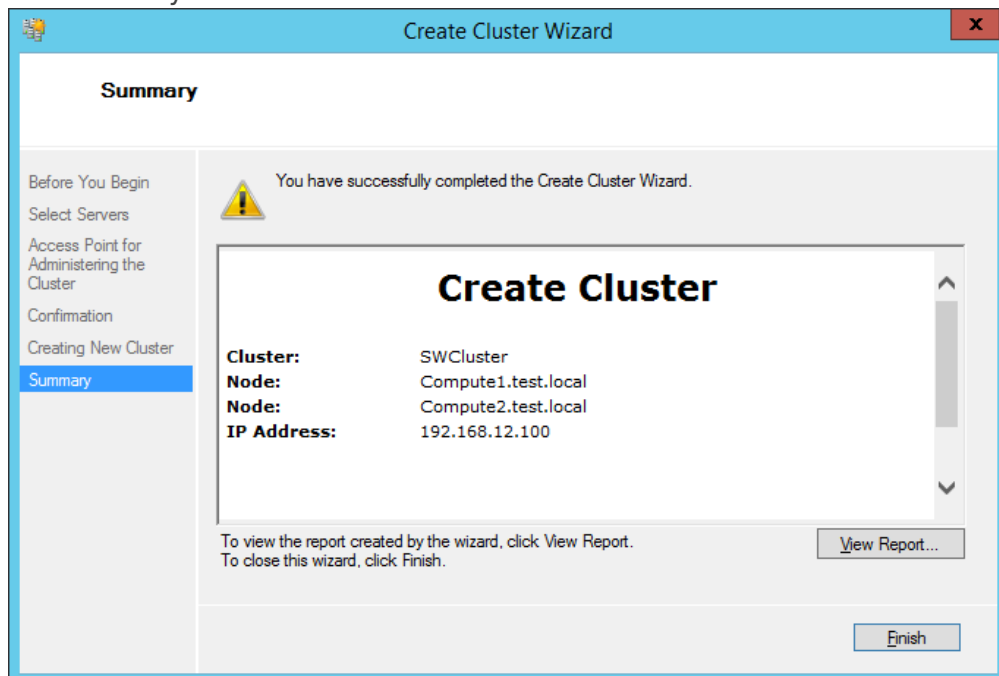 Create Cluster Wizard
x
Summary
Before You Begin
Select Servers
Access Point for
Administering the
Cluster
Confirmation
Creating New Cluster
Summary
You have successfully completed the Create Cluster Wizard.
Create Cluster
Cluster: SWCluster
Node: Compute1.test.local
Node: Compute2.test.local
IP Address: 192.168.12.100
To view the report created by the wizard, click View Report.
To close this wizard, click Finish.
View Report...
Finish